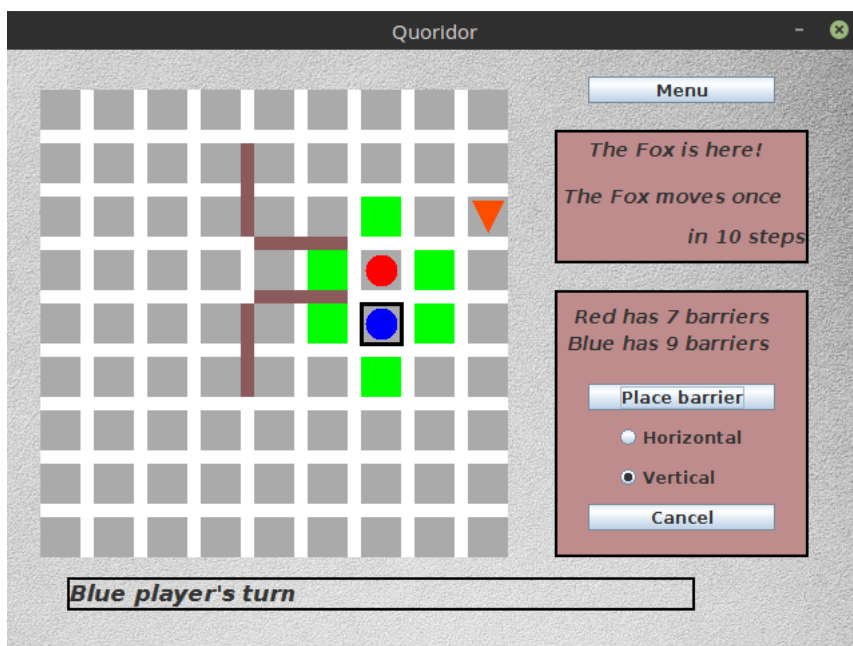 Quoridor
Menu
The Fox is here!
The Fox moves once
in 10 steps
Red has 7 barriers
Blue has 9 barriers
Place barrier
Horizontal
Vertical
Cancel
Blue player's turn